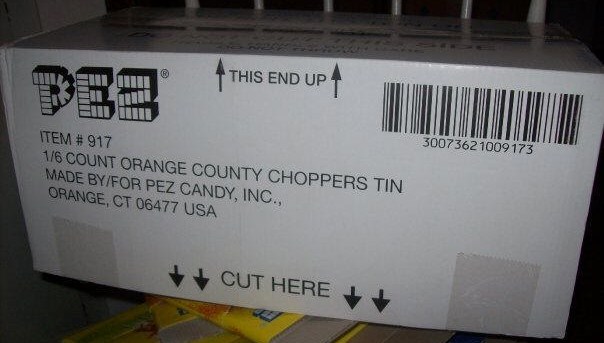 PEZ®
↑ THIS END UP ↑
30073621009173
ITEM # 917
1/6 COUNT ORANGE COUNTY CHOPPERS TIN
MADE BY/FOR PEZ CANDY, INC.,
ORANGE, CT 06477 USA
↓ ↓ CUT HERE ↓ ↓